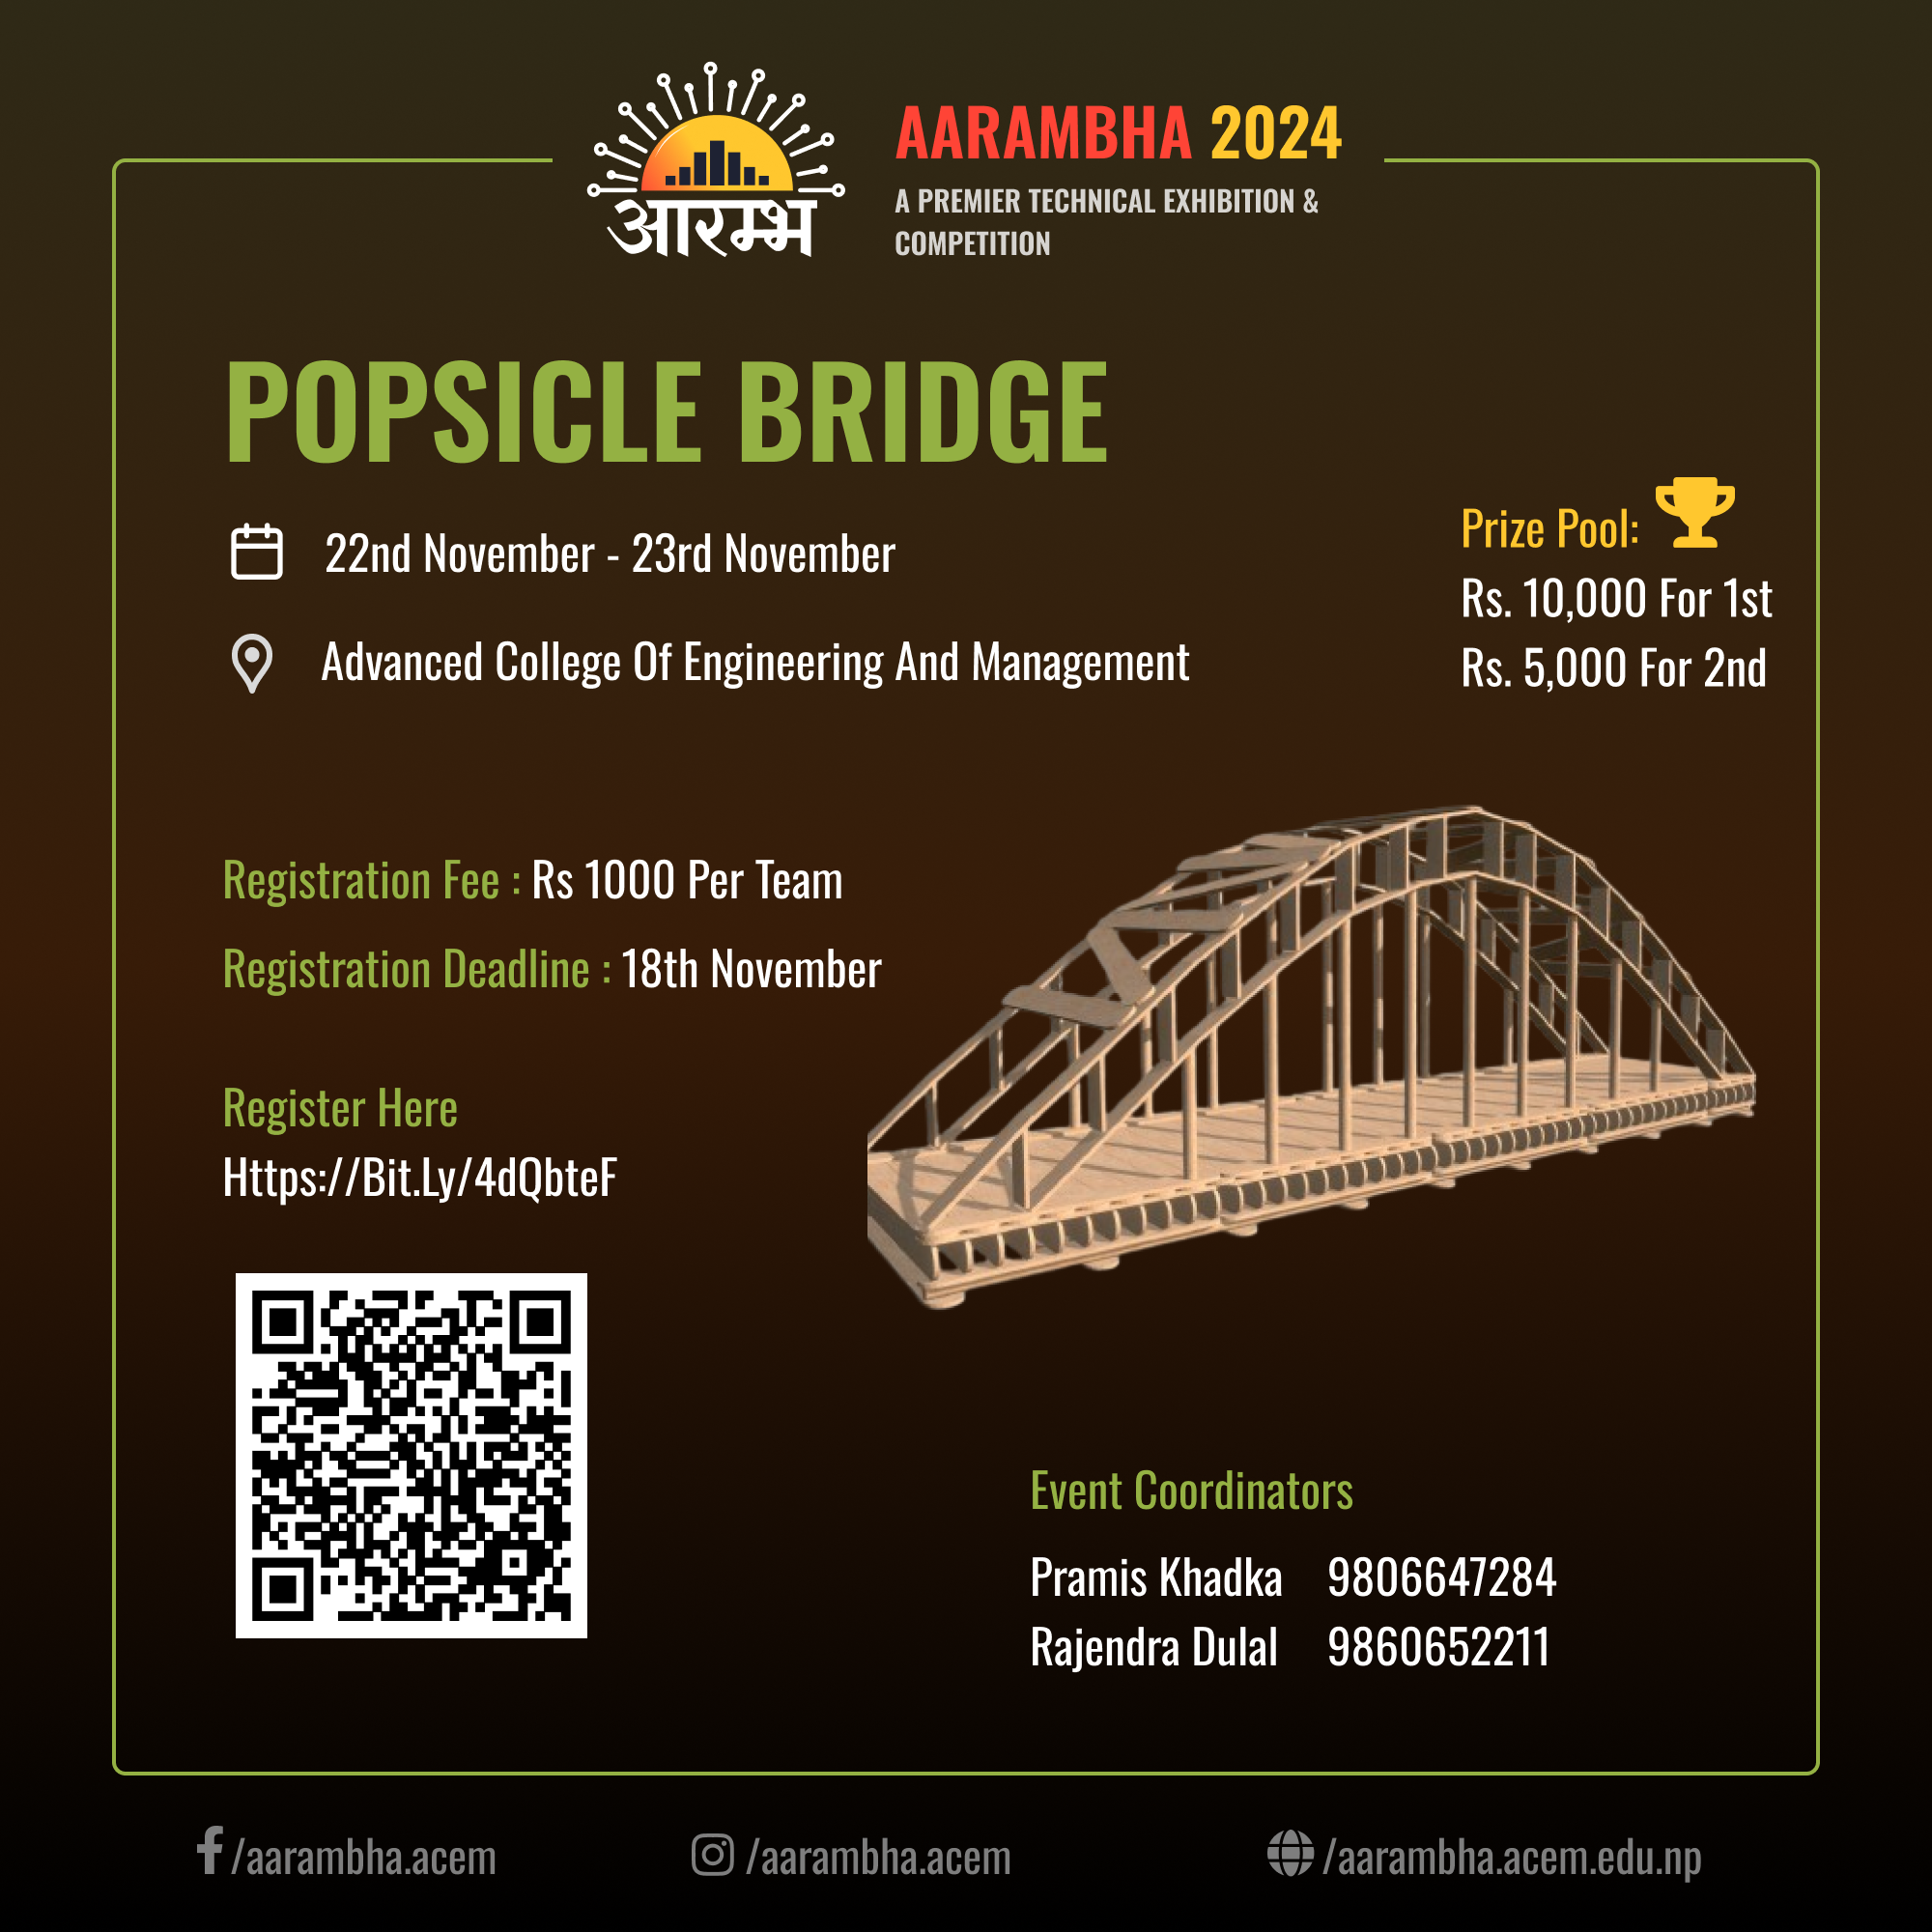 आरम्भ
AARAMBHA 2024
A PREMIER TECHNICAL EXHIBITION &
COMPETITION
POPSICLE BRIDGE
22nd November - 23rd November
Advanced College Of Engineering And Management
Prize Pool:
Rs. 10,000 For 1st
Rs. 5,000 For 2nd
Registration Fee : Rs 1000 Per Team
Registration Deadline : 18th November
Register Here
Https://Bit.Ly/4dQbteF
Event Coordinators
Pramis Khadka 9806647284
Rajendra Dulal 9860652211
/aarambha.acem
/aarambha.acem
/aarambha.acem.edu.np